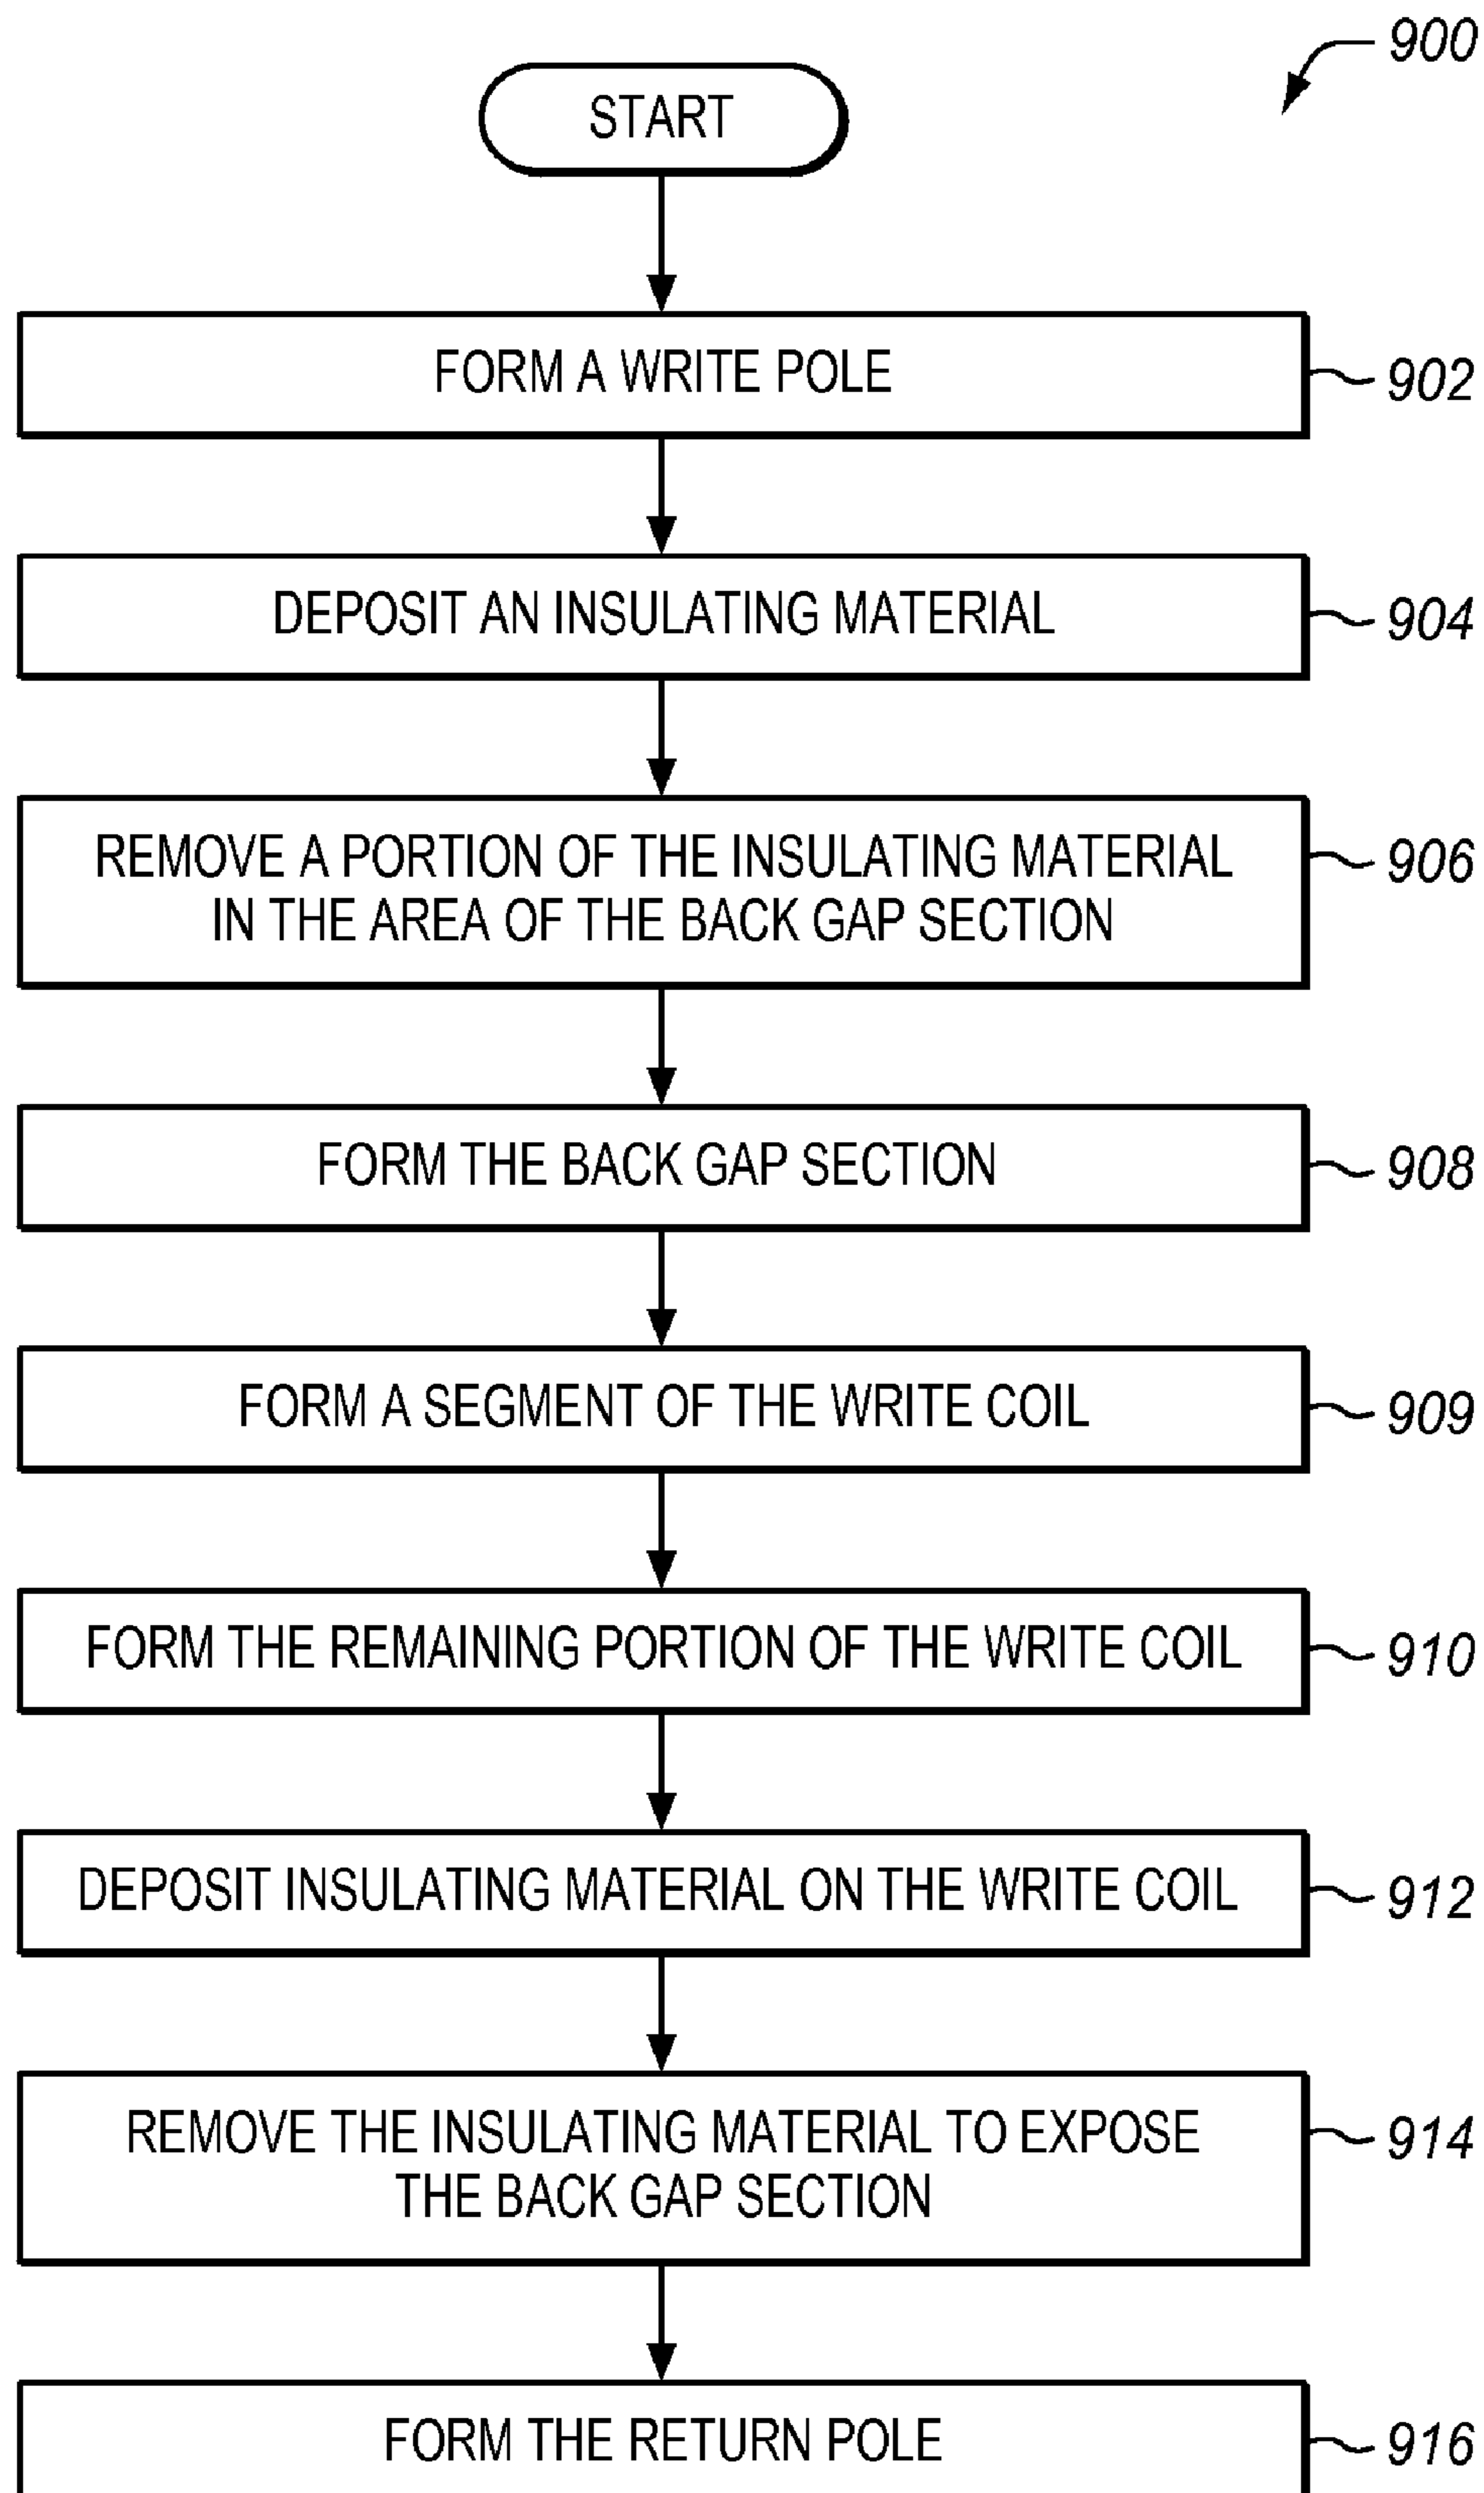 900
START
FORM A WRITE POLE
902
DEPOSIT AN INSULATING MATERIAL
904
REMOVE A PORTION OF THE INSULATING MATERIAL
IN THE AREA OF THE BACK GAP SECTION
906
FORM THE BACK GAP SECTION
908
FORM A SEGMENT OF THE WRITE COIL
909
FORM THE REMAINING PORTION OF THE WRITE COIL
910
DEPOSIT INSULATING MATERIAL ON THE WRITE COIL
912
REMOVE THE INSULATING MATERIAL TO EXPOSE
THE BACK GAP SECTION
914
FORM THE RETURN POLE
916